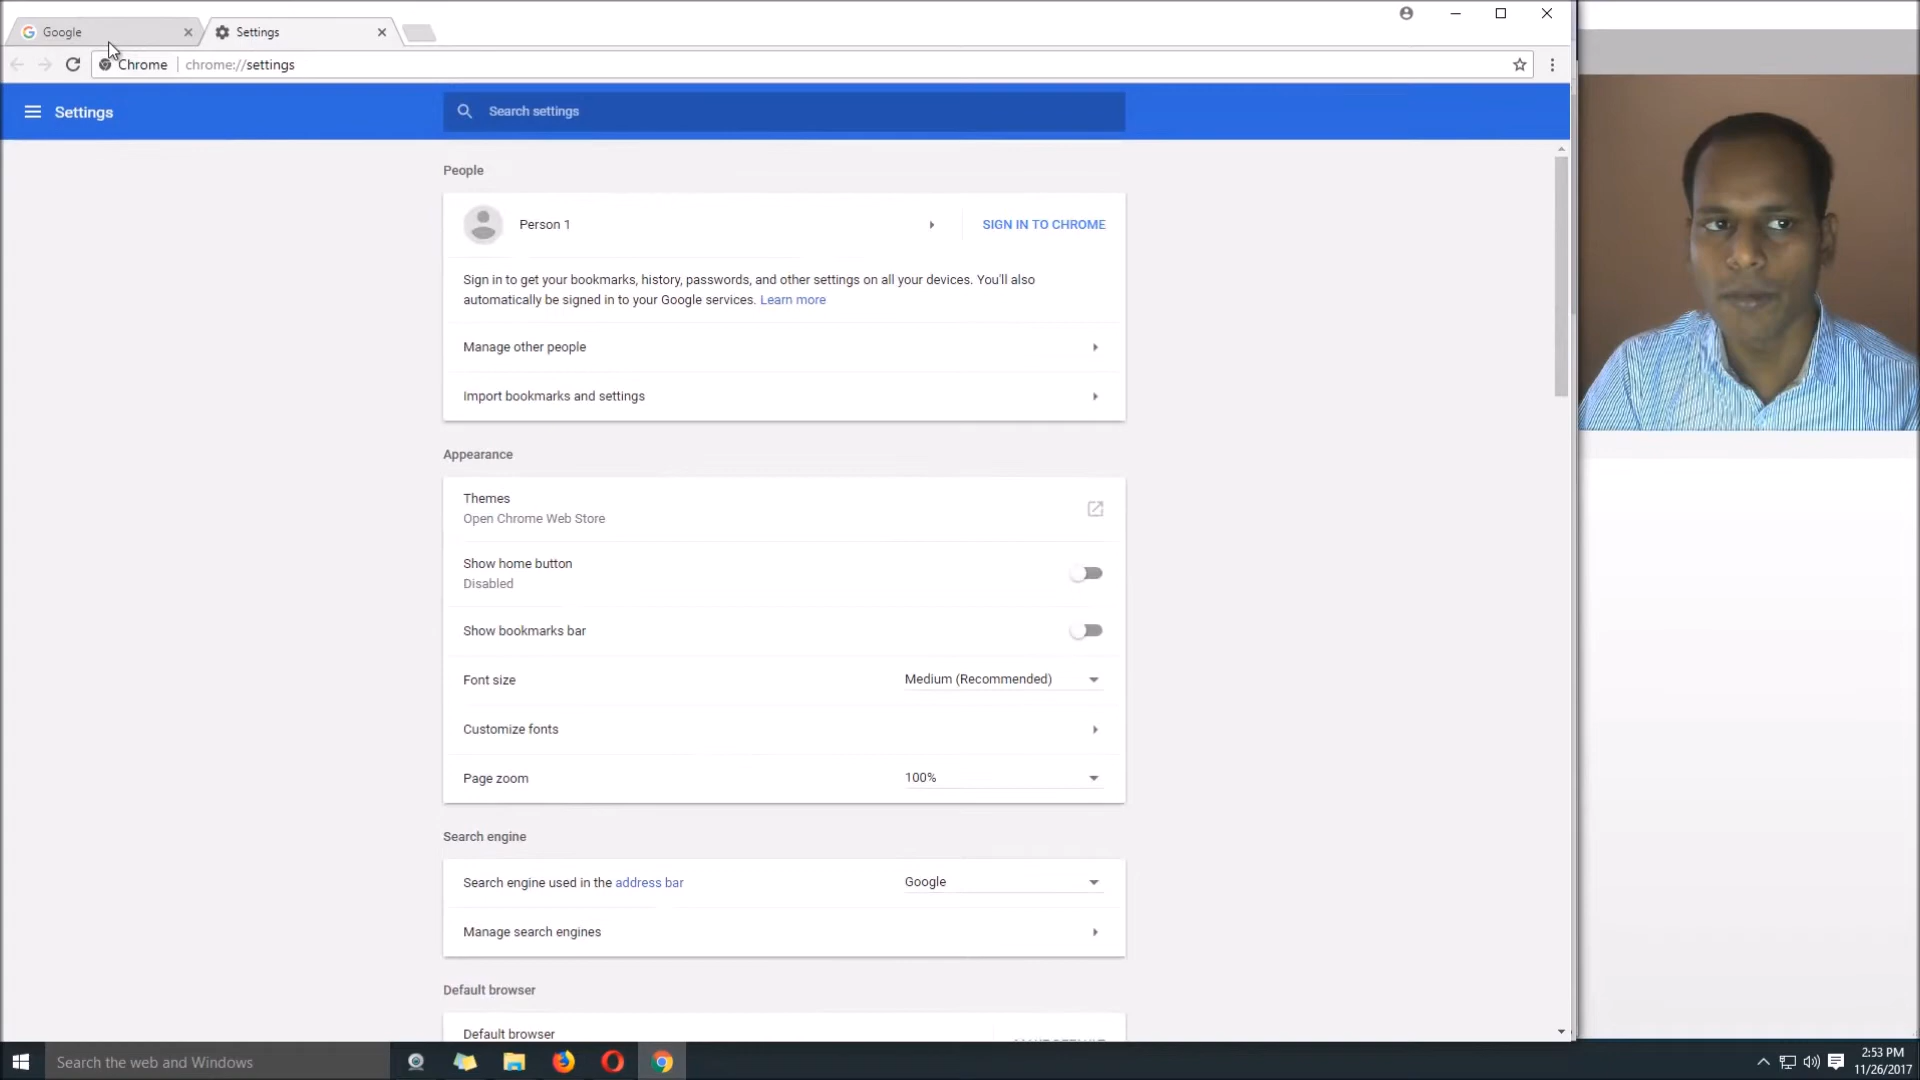 Google
Settings
Chrome
chrome://settings
Settings
Search settings
People
Person 1
SIGN IN TO CHROME
Sign in to get your bookmarks, history, passwords, and other settings on all your devices. You'll also
automatically be signed in to your Google services. Learn more
Manage other people
Import bookmarks and settings
Appearance
Themes
Open Chrome Web Store
Show home button
Disabled
Show bookmarks bar
Font size
Medium (Recommended)
Customize fonts
Page zoom
100%
Search engine
Search engine used in the address bar
Google
Manage search engines
Default browser
Default browser
Search the web and Windows
2:53 PM
11/26/2017